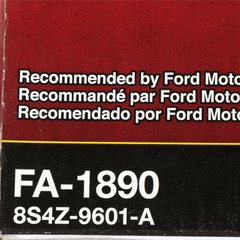 Recommended by Ford Moto
Recommandé par Ford Moto
Recomendado por Ford Moto
FA-1890
8S4Z-9601-A